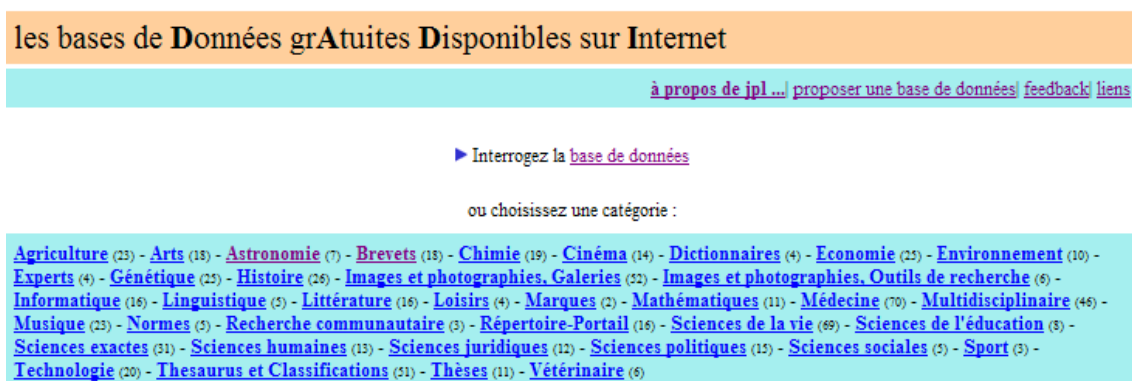 les bases de Données grAtuites Disponibles sur Internet
à propos de jpl ...| proposer une base de données| feedback| liens
Interrogez la base de données
ou choisissez une catégorie :
Agriculture (23) - Arts (18) - Astronomie (7) - Brevets (18) - Chimie (19) - Cinéma (14) - Dictionnaires (4) - Economie (25) - Environnement (10) -
Experts (4) - Génétique (25) - Histoire (26) - Images et photographies, Galeries (52) - Images et photographies, Outils de recherche (6) -
Informatique (16) - Linguistique (5) - Littérature (16) - Loisirs (4) - Marques (2) - Mathématiques (11) - Médecine (70) - Multidisciplinaire (46) -
Musique (23) - Normes (5) - Recherche communautaire (3) - Répertoire-Portail (16) - Sciences de la vie (69) - Sciences de l'éducation (8) -
Sciences exactes (31) - Sciences humaines (13) - Sciences juridiques (12) - Sciences politiques (15) - Sciences sociales (5) - Sport (3) -
Technologie (20) - Thesaurus et Classifications (51) - Thèses (11) - Vétérinaire (6)